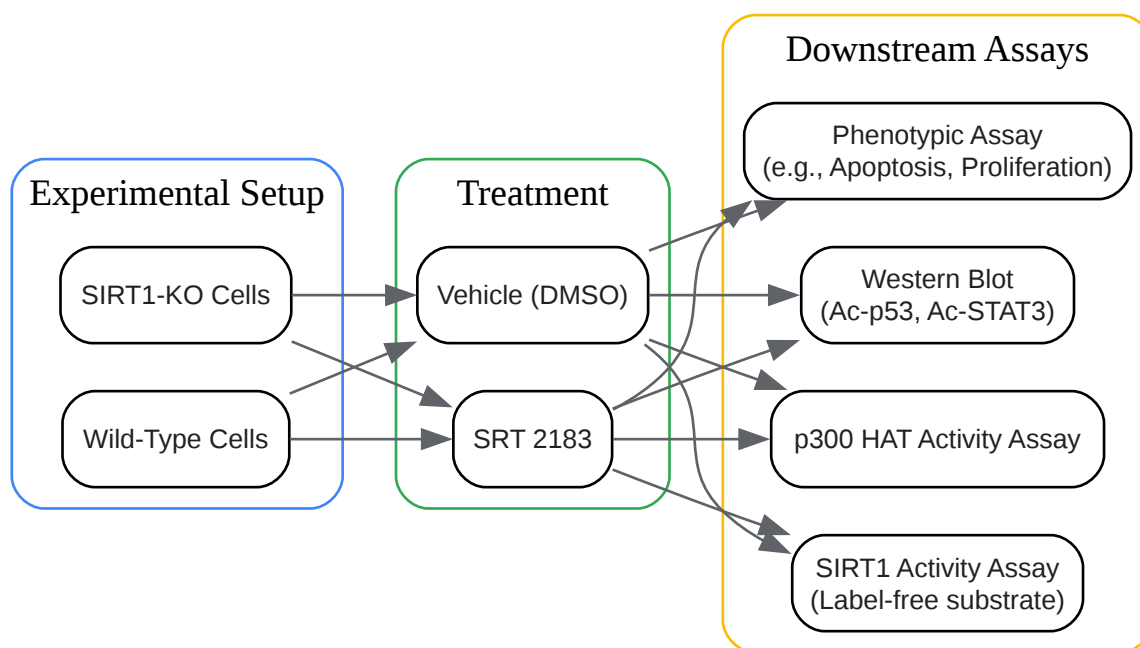 Experimental Setup
SIRT1-KO Cells
Wild-Type Cells
Treatment
Vehicle (DMSO)
SRT 2183
Downstream Assays
Phenotypic Assay
(e.g., Apoptosis, Proliferation)
Western Blot
(Ac-p53, Ac-STAT3)
p300 HAT Activity Assay
SIRT1 Activity Assay
(Label-free substrate)